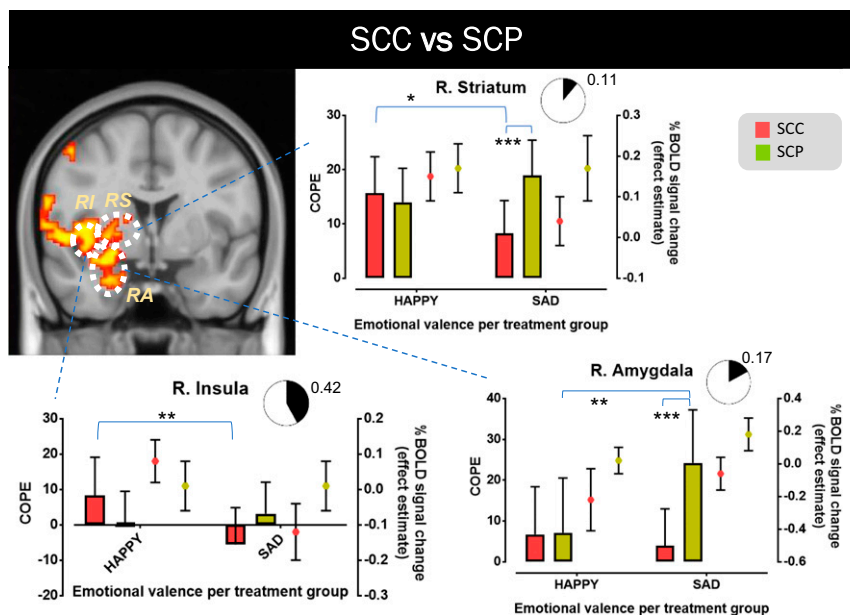 SCC vs SCP
R. Striatum
0.11
SCC
SCP
RI
RS
RA
COPE
30
20
10
0
*
***
0.3
0.2
0.1
0.0
-0.1
% BOLD signal change
(effect estimate)
HAPPY
SAD
Emotional valence per treatment group
R. Insula
0.42
COPE
30
20
10
0
-10
-20
**
HAPPY
SAD
0.2
0.1
0.0
-0.1
-0.2
-0.3
% BOLD signal change
(effect estimate)
Emotional valence per treatment group
R. Amygdala
0.17
COPE
40
30
20
10
0
**
***
0.4
0.2
0.0
-0.2
-0.4
-0.6
% BOLD signal change
(effect estimate)
HAPPY
SAD
Emotional valence per treatment group